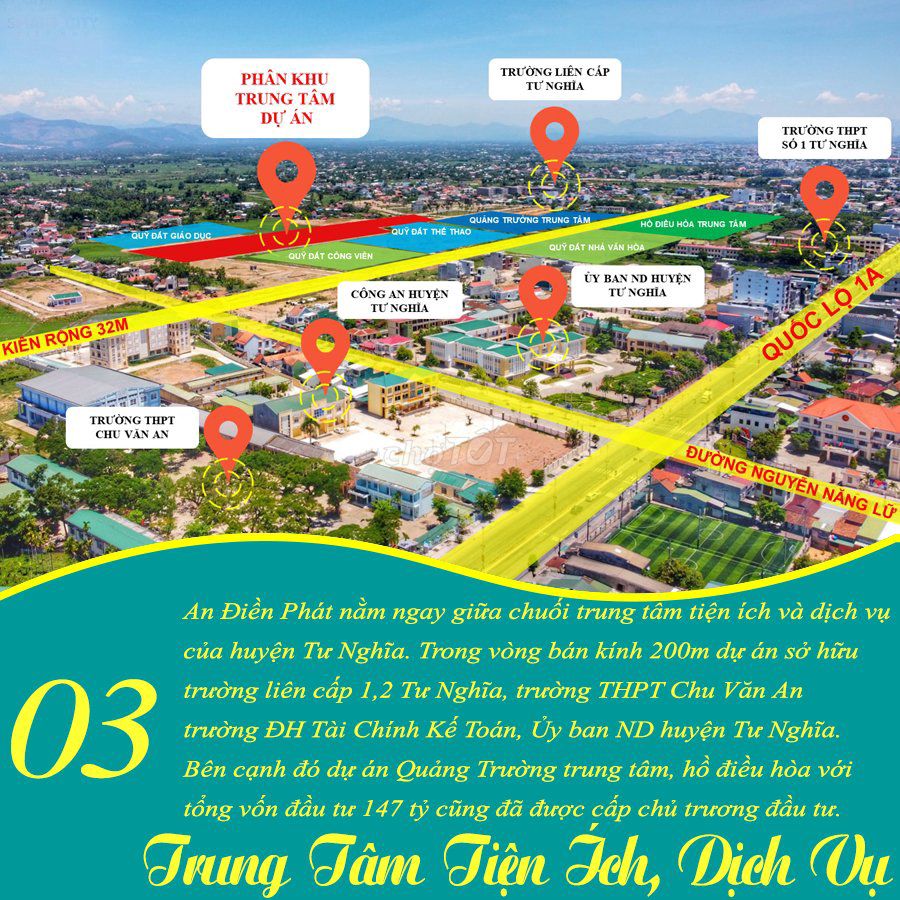 PHÂN KHU
TRUNG TÂM
DỰ ÁN
TRƯỜNG LIÊN CẤP
TƯ NGHĨA
TRƯỜNG THPT
SỐ 1 TƯ NGHĨA
QUỸ ĐẤT GIÁO DỤC
QUỸ ĐẤT THỂ THAO
QUẢNG TRƯỜNG TRUNG TÂM
HỒ ĐIỀU HÒA TRUNG TÂM
QUỸ ĐẤT CÔNG VIÊN
QUỸ ĐẤT NHÀ VĂN HÓA
CÔNG AN HUYỆN
TƯ NGHĨA
ỦY BAN ND HUYỆN
TƯ NGHĨA
KIẾN RỘNG 32M
QUỐC LỘ 1A
TRƯỜNG THPT
CHU VĂN AN
chợTỐT
ĐƯỜNG NGUYỄN NĂNG LỮ
03
An Điền Phát nằm ngay giữa chuối trung tâm tiện ích và dịch vụ
của huyện Tư Nghĩa. Trong vòng bán kính 200m dự án sở hữu
trường liên cấp 1,2 Tư Nghĩa, trường THPT Chu Văn An
trường ĐH Tài Chính Kế Toán, Ủy ban ND huyện Tư Nghĩa.
Bên cạnh đó dự án Quảng Trường trung tâm, hồ điều hòa với
tổng vốn đầu tư 147 tỷ cũng đã được cấp chủ trương đầu tư.
Trung Tâm Tiện Ích, Dịch Vụ